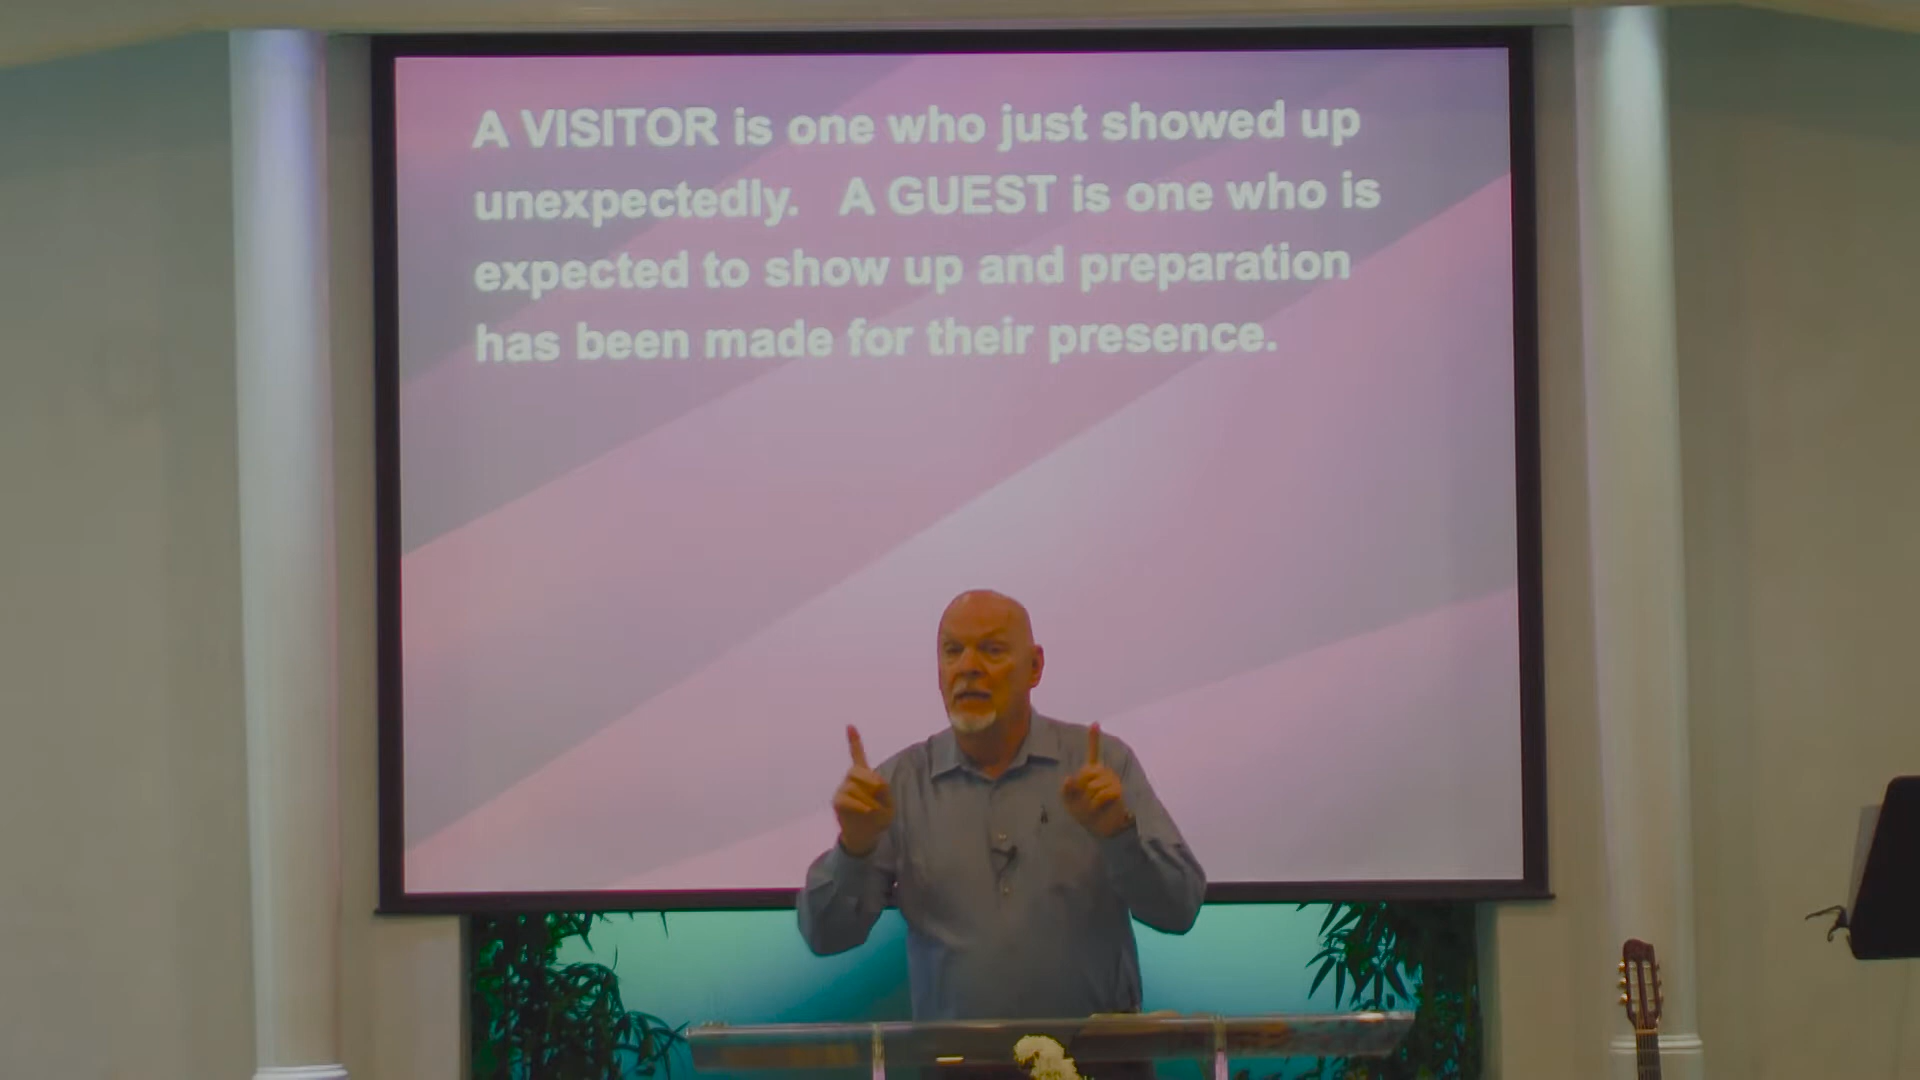 A VISITOR is one who just showed up
unexpectedly. A GUEST is one who is
expected to show up and preparation
has been made for their presence.